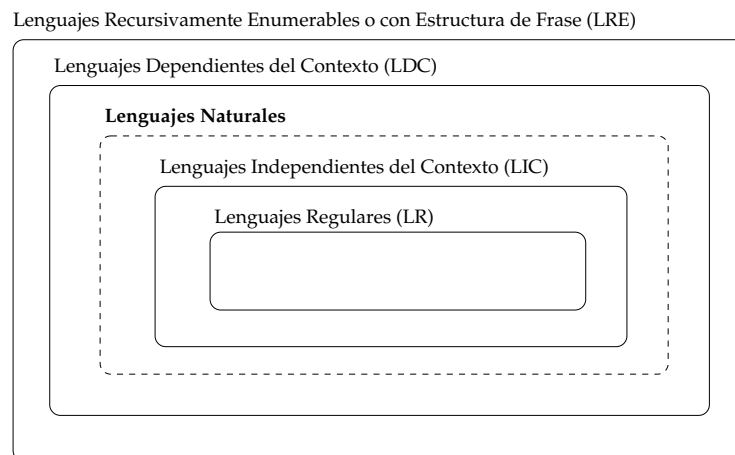 Lenguajes Recursivamente Enumerables o con Estructura de Frase (LRE)
Lenguajes Dependientes del Contexto (LDC)
Lenguajes Naturales
Lenguajes Independientes del Contexto (LIC)
Lenguajes Regulares (LR)